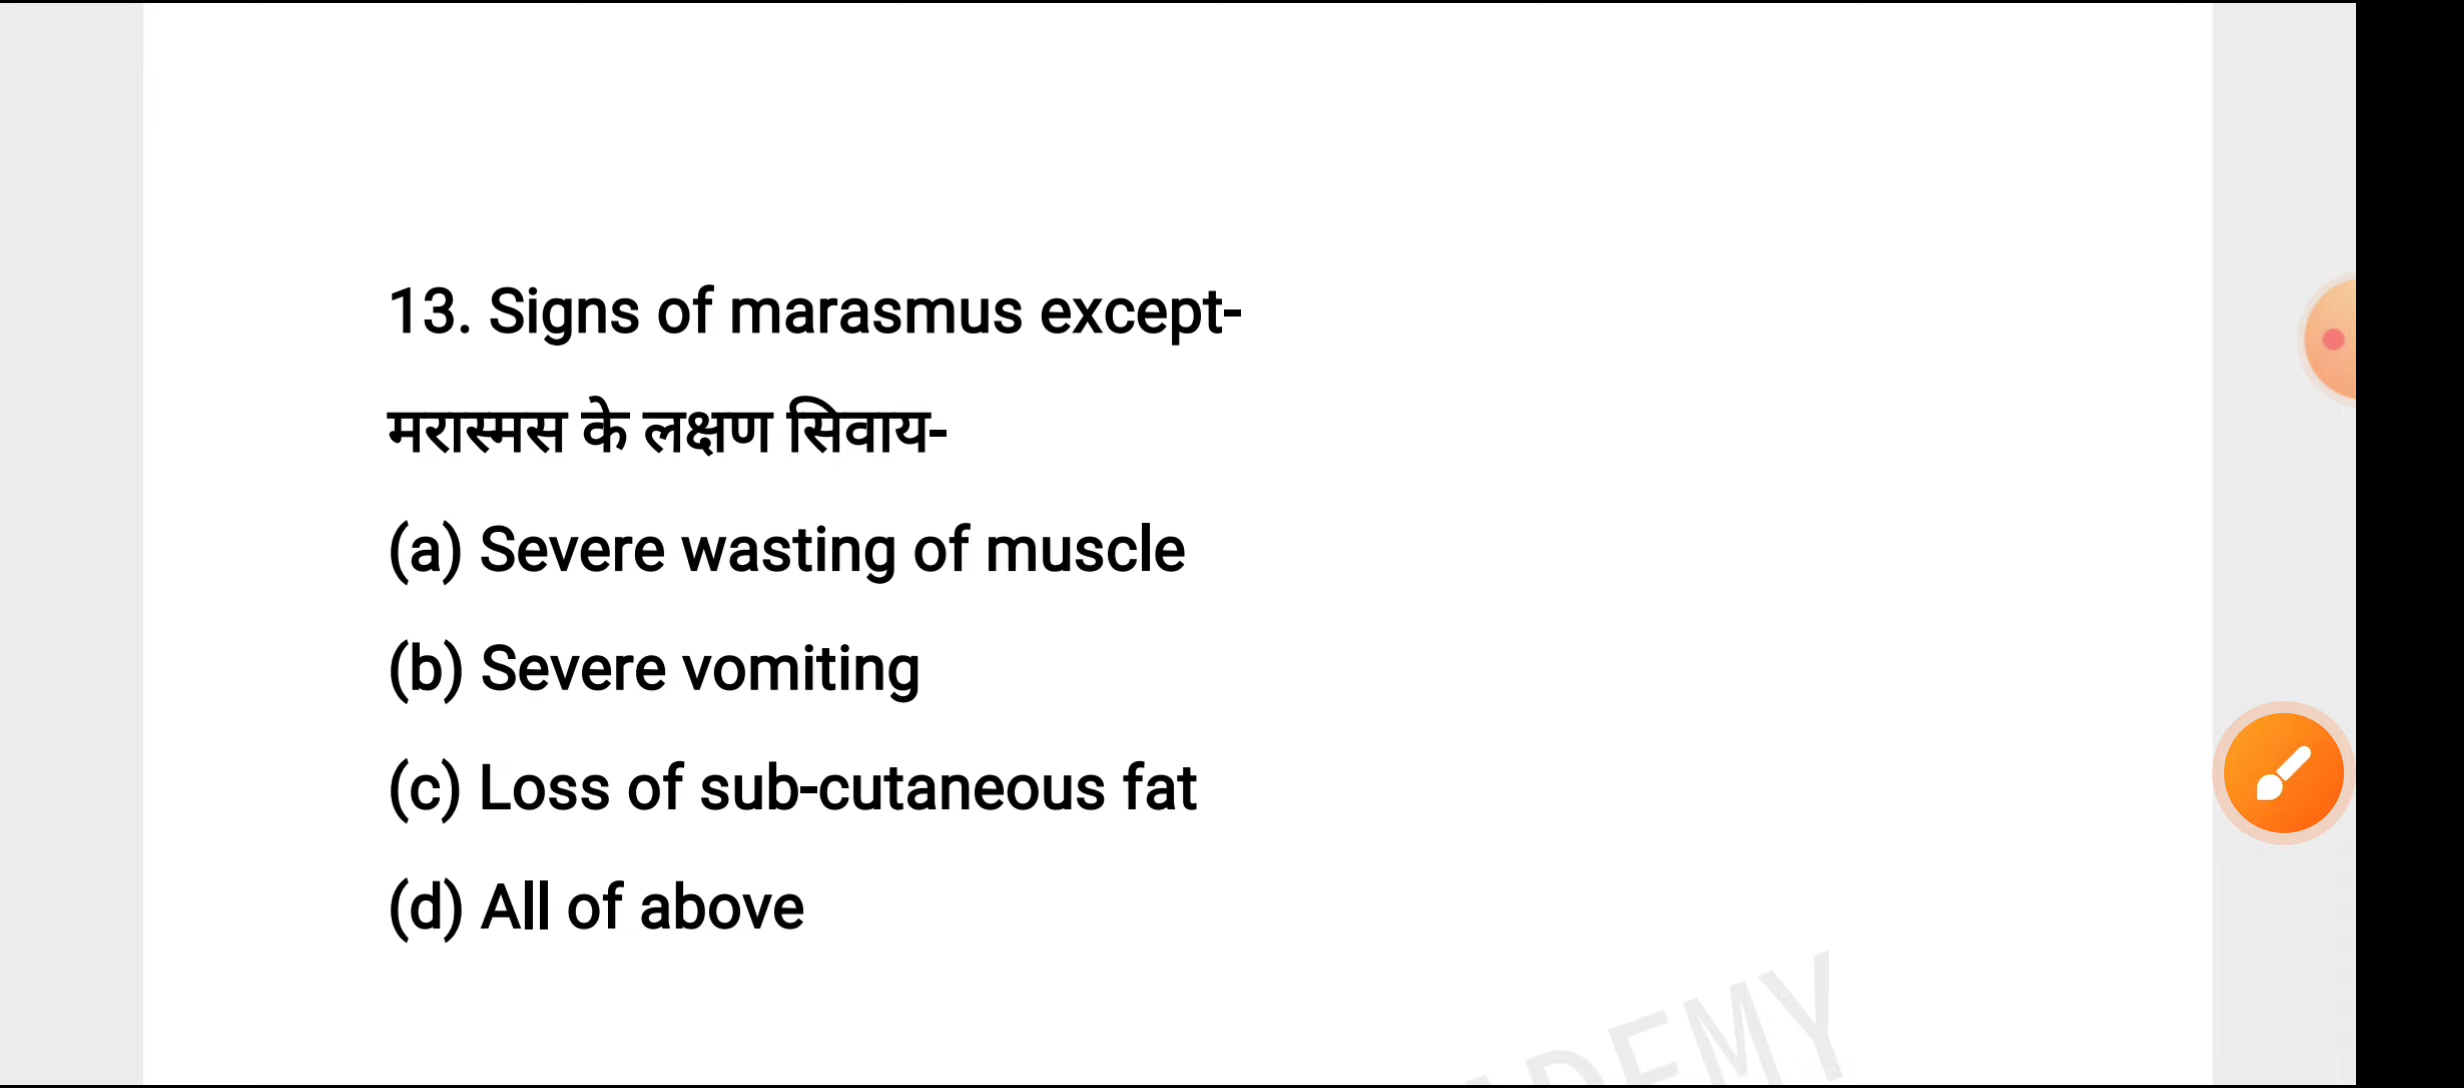 13. Signs of marasmus except-
मरास्मस के लक्षण सिवाय-
(a) Severe wasting of muscle
(b) Severe vomiting
(c) Loss of sub-cutaneous fat
(d) All of above